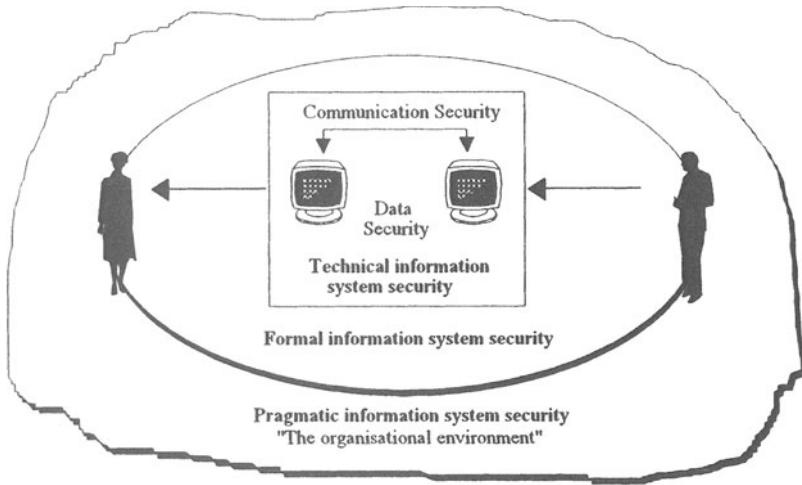 Communication Security
Data
Security
Technical information
system security
Formal information system security
Pragmatic information system security
"The organisational environment"